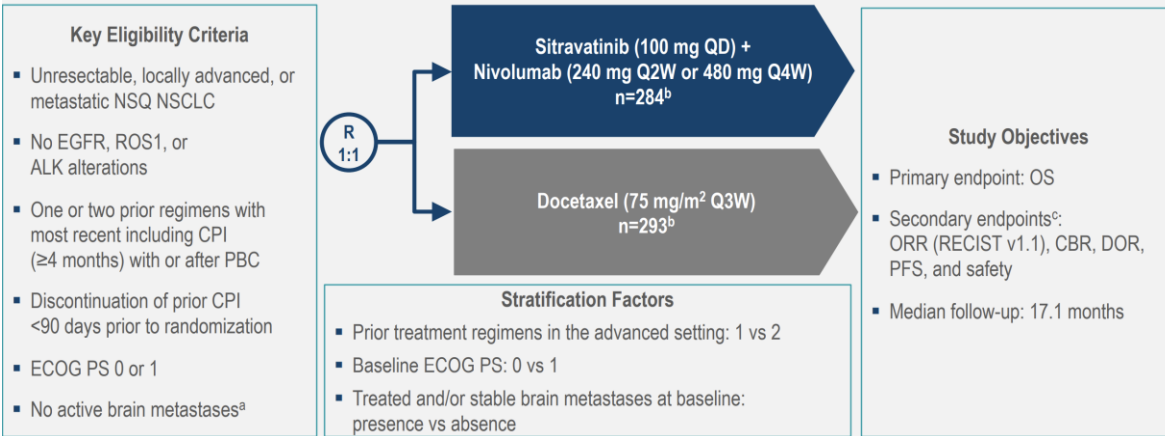 Key Eligibility Criteria
▪ Unresectable, locally advanced, or
metastatic NSQ NSCLC
▪ No EGFR, ROS1, or
ALK alterations
▪ One or two prior regimens with
most recent including CPI
(≥4 months) with or after PBC
▪ Discontinuation of prior CPI
<90 days prior to randomization
▪ ECOG PS 0 or 1
▪ No active brain metastasesᵃ
R
1:1
Sitravatinib (100 mg QD) +
Nivolumab (240 mg Q2W or 480 mg Q4W)
n=284ᵇ
Docetaxel (75 mg/m² Q3W)
n=293ᵇ
Stratification Factors
▪ Prior treatment regimens in the advanced setting: 1 vs 2
▪ Baseline ECOG PS: 0 vs 1
▪ Treated and/or stable brain metastases at baseline:
presence vs absence
Study Objectives
▪ Primary endpoint: OS
▪ Secondary endpointsᶜ:
ORR (RECIST v1.1), CBR, DOR,
PFS, and safety
▪ Median follow-up: 17.1 months